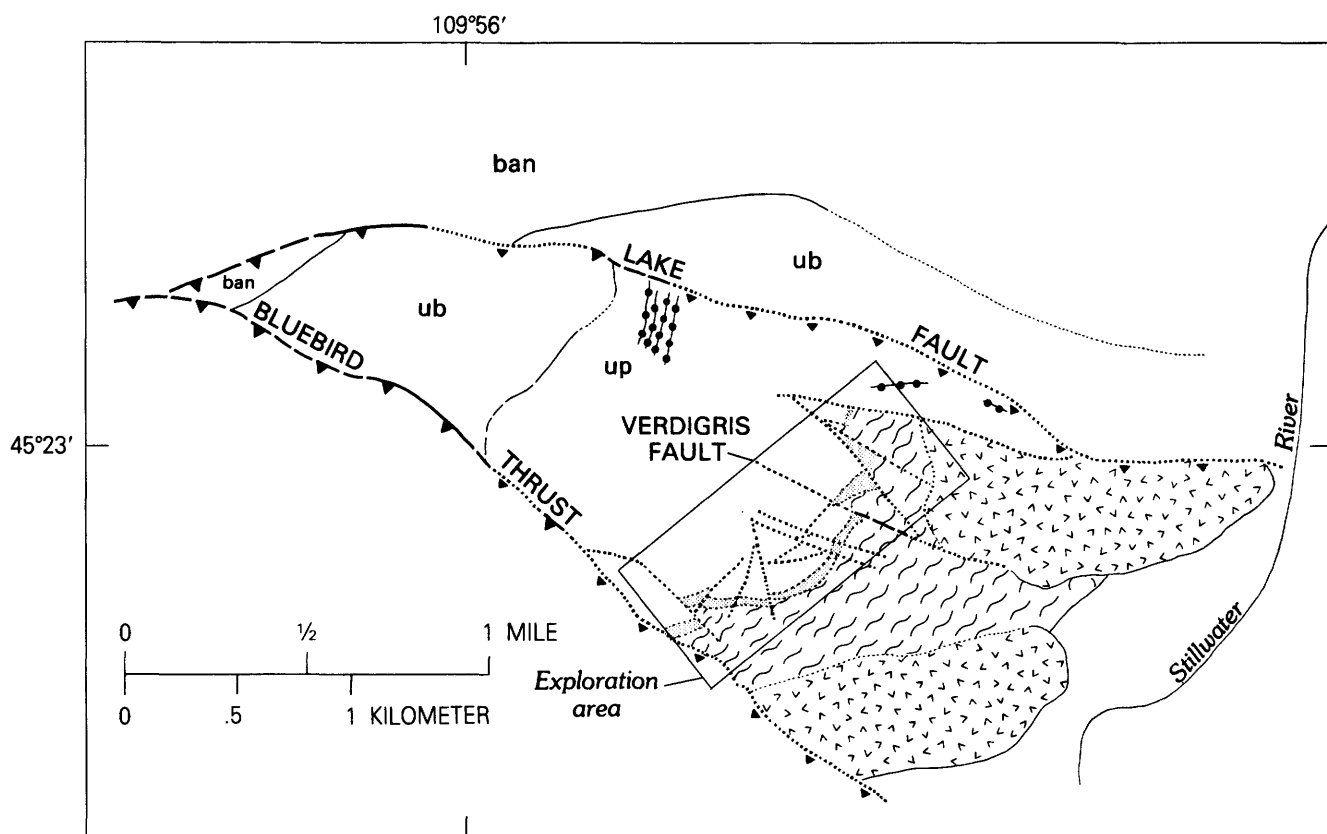 109°56′
ban
LAKE
ub
ban
ub
BLUEBIRD
up
FAULT
VERDIGRIS
FAULT
45°23′
River
THRUST
0 ½ 1 MILE
Exploration
area
Stillwater
0 .5 1 KILOMETER